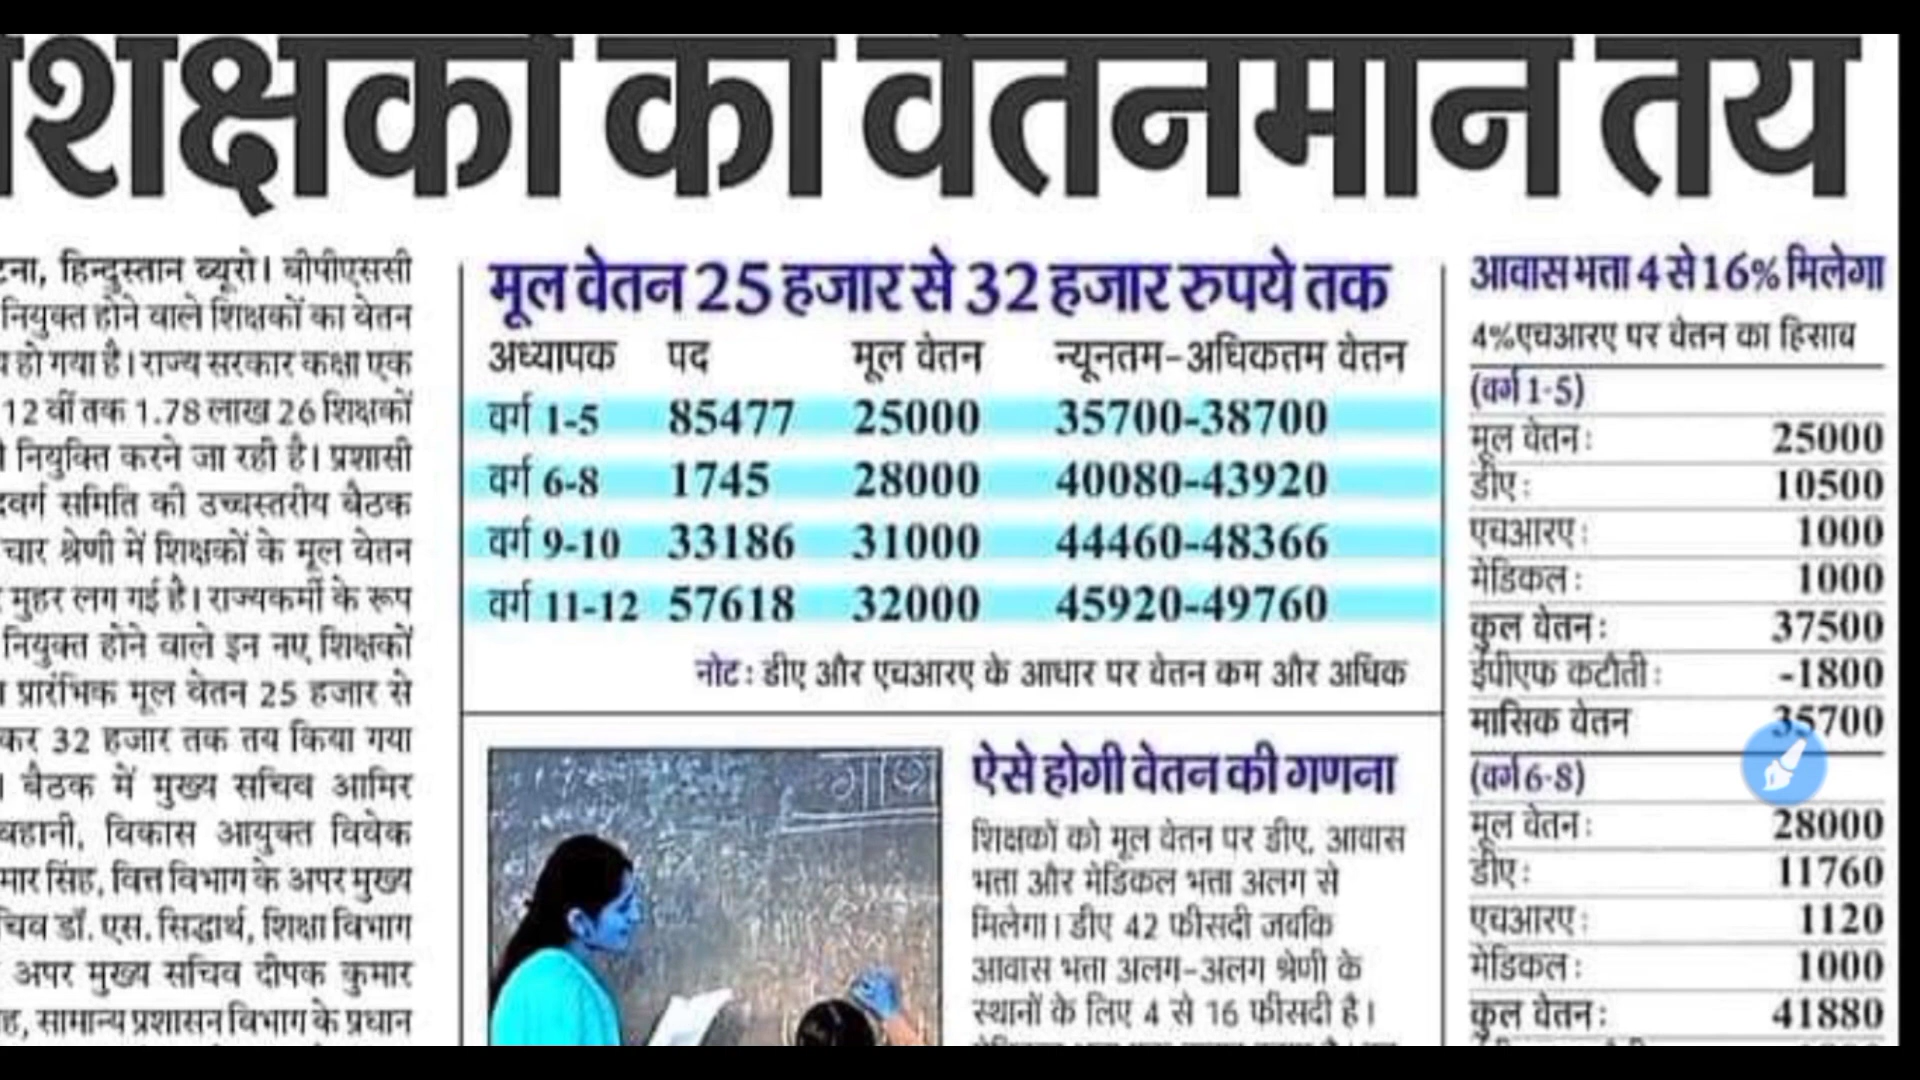 शिक्षकों का वेतनमान तय
हिन्दुस्तान ब्यूरो। बीपीएससी
नियुक्त होने वाले शिक्षकों का वेतन
हो गया है। राज्य सरकार कक्षा एक
12 वीं तक 1.78 लाख 26 शिक्षकों
नियुक्ति करने जा रही है। प्रशासी
समिति की उच्चस्तरीय बैठक
चार श्रेणी में शिक्षकों के मूल वेतन
मुहर लग गई है। राज्यकर्मी के रूप
नियुक्त होने वाले इन नए शिक्षकों
प्रारंभिक मूल वेतन 25 हजार से
कर 32 हजार तक तय किया गया
। बैठक में मुख्य सचिव आमिर
विकास आयुक्त विवेक
सिंह, वित्त विभाग के अपर मुख्य
डॉ. एस. सिद्धार्थ, शिक्षा विभाग
अपर मुख्य सचिव दीपक कुमार
सामान्य प्रशासन विभाग के प्रधान
मूल वेतन 25 हजार से 32 हजार रुपये तक
अध्यापक पद मूल वेतन न्यूनतम-अधिकतम वेतन
वर्ग 1-5 85477 25000 35700-38700
वर्ग 6-8 1745 28000 40080-43920
वर्ग 9-10 33186 31000 44460-48366
वर्ग 11-12 57618 32000 45920-49760
नोट: डीए और एचआरए के आधार पर वेतन कम और अधिक
ऐसे होगी वेतन की गणना
शिक्षकों को मूल वेतन पर डीए, आवास
भत्ता और मेडिकल भत्ता अलग से
मिलेगा। डीए 42 फीसदी जबकि
आवास भत्ता अलग-अलग श्रेणी के
स्थानों के लिए 4 से 16 फीसदी है।
आवास भत्ता 4 से 16% मिलेगा
4%एचआरए पर वेतन का हिसाब
(वर्ग 1-5)
मूल वेतन: 25000
डीए: 10500
एचआरए: 1000
मेडिकल: 1000
कुल वेतन: 37500
ईपीएफ कटौती: -1800
मासिक वेतन 35700
(वर्ग 6-8)
मूल वेतन: 28000
डीए: 11760
एचआरए: 1120
मेडिकल: 1000
कुल वेतन: 41880